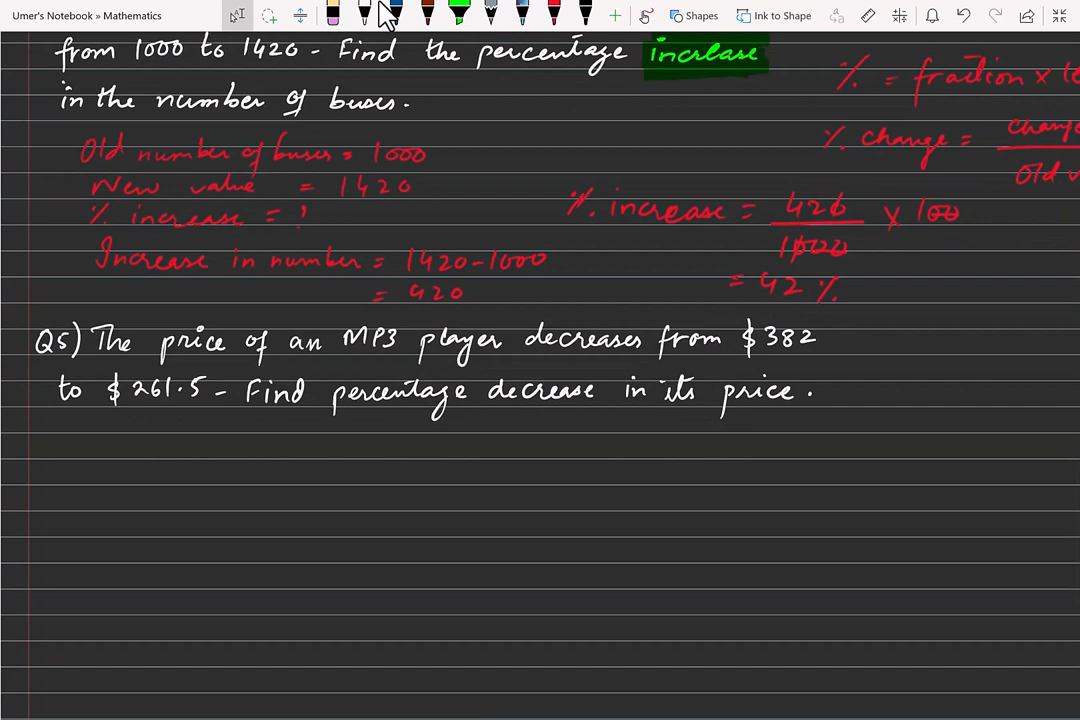 Umer's Notebook » Mathematics
Shapes
Ink to Shape
from 1000 to 1420 - Find the percentage increase
in the number of buses.
% = fraction x 10
% change = change
Old v
Old number of buses = 1000
New value = 1420
% increase = ?
Increase in number = 1420-1000
= 420
% increase = 420 x 100
1000
= 42 %
Q5) The price of an MP3 player decreases from $382
to $261.5 - Find percentage decrease in its price.